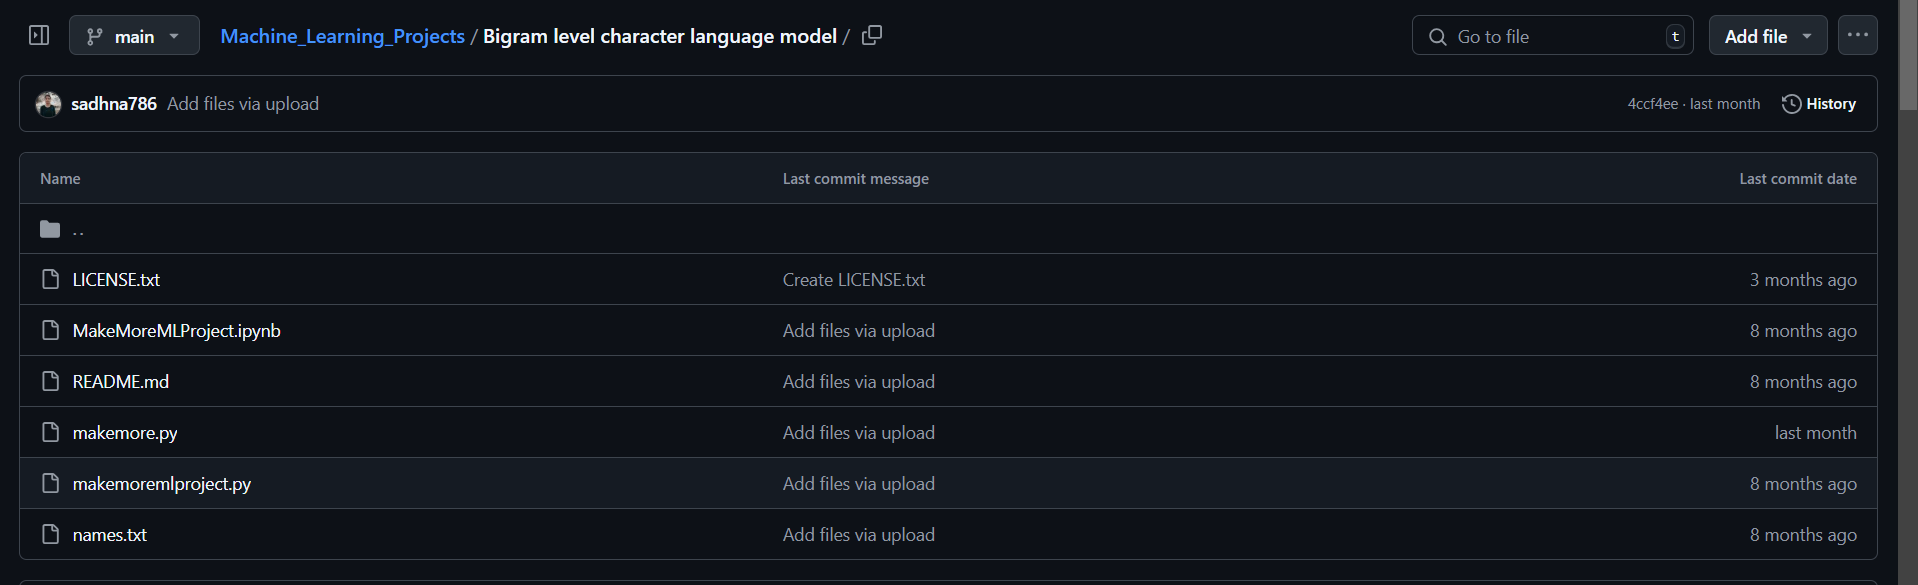 main Machine_Learning_Projects / Bigram level character language model / Go to file t Add file ...
sadhna786 Add files via upload 4ccf4ee · last month History
Name Last commit message Last commit date
..
LICENSE.txt Create LICENSE.txt 3 months ago
MakeMoreMLProject.ipynb Add files via upload 8 months ago
README.md Add files via upload 8 months ago
makemore.py Add files via upload last month
makemoremlproject.py Add files via upload 8 months ago
names.txt Add files via upload 8 months ago